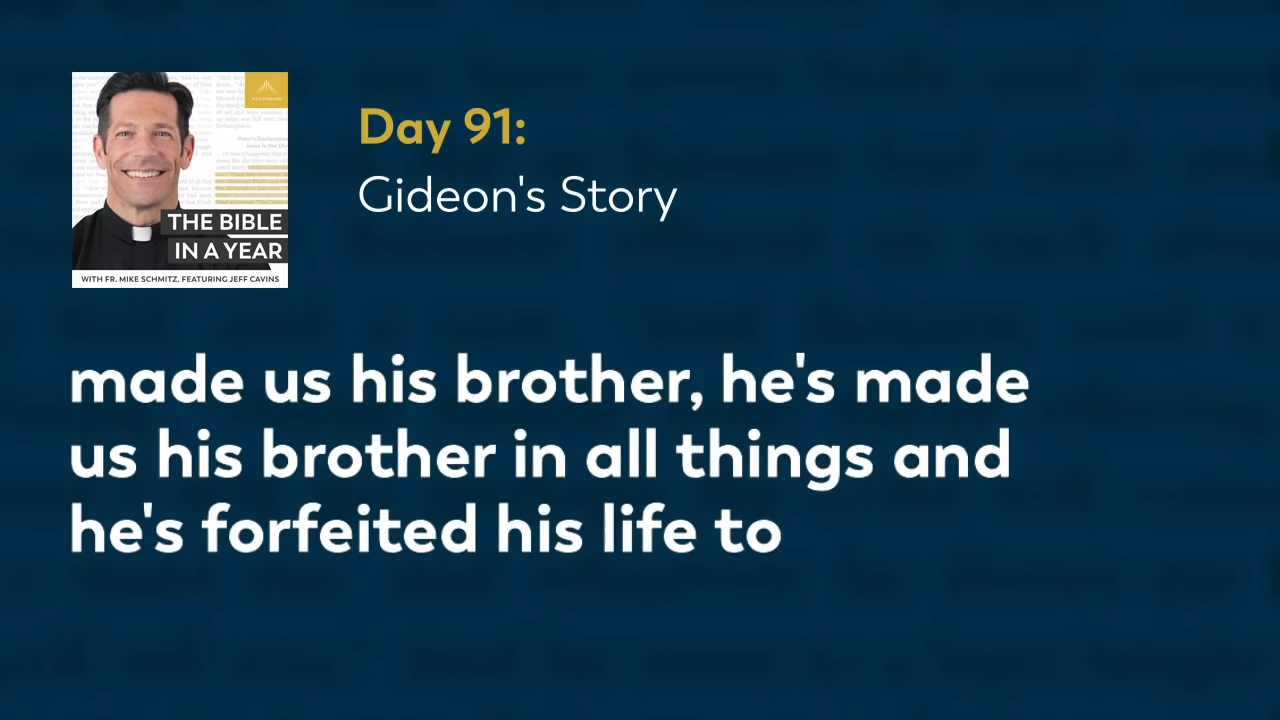 Day 91:
Gideon's Story
THE BIBLE
IN A YEAR
WITH FR. MIKE SCHMITZ, FEATURING JEFF CAVINS
made us his brother, he's made
us his brother in all things and
he's forfeited his life to